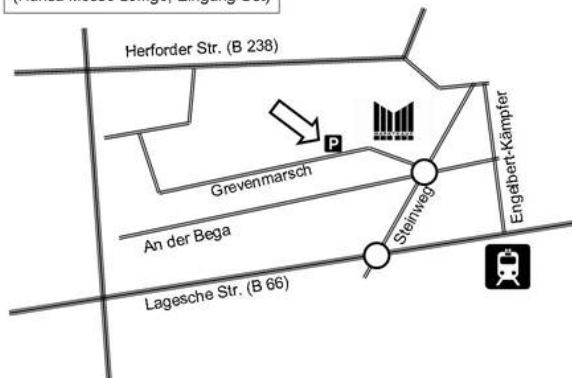 Herforder Str. (B 238)
P
Grevenmarsch
Engelbert-Kämpfer
Steinweg
An der Bega
Lagesche Str. (B 66)